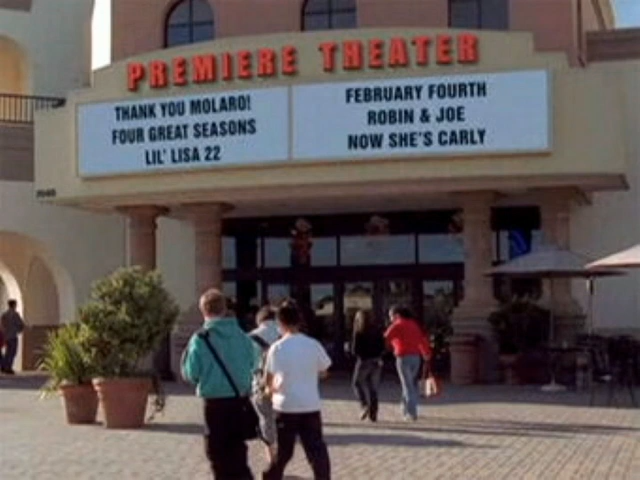 PREMIERE THEATER
THANK YOU MOLARO!
FOUR GREAT SEASONS
LIL' LISA 22
FEBRUARY FOURTH
ROBIN & JOE
NOW SHE'S CARLY